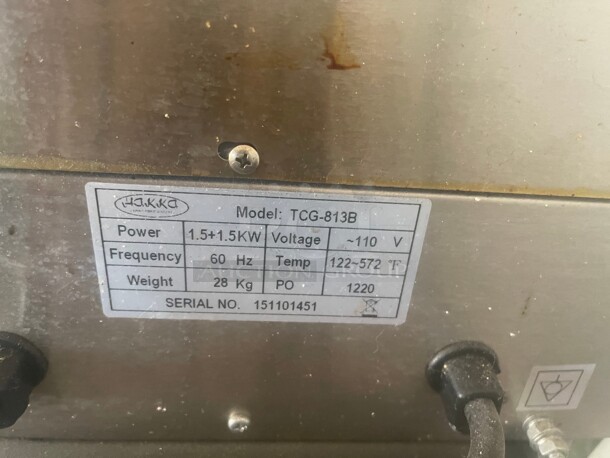 HAKKA
Model: TCG-813B
Power 1.5+1.5KW Voltage ~110 V
Frequency 60 Hz Temp 122~572 °F
Weight 28 Kg PO 1220
SERIAL NO. 151101451
AUCTION